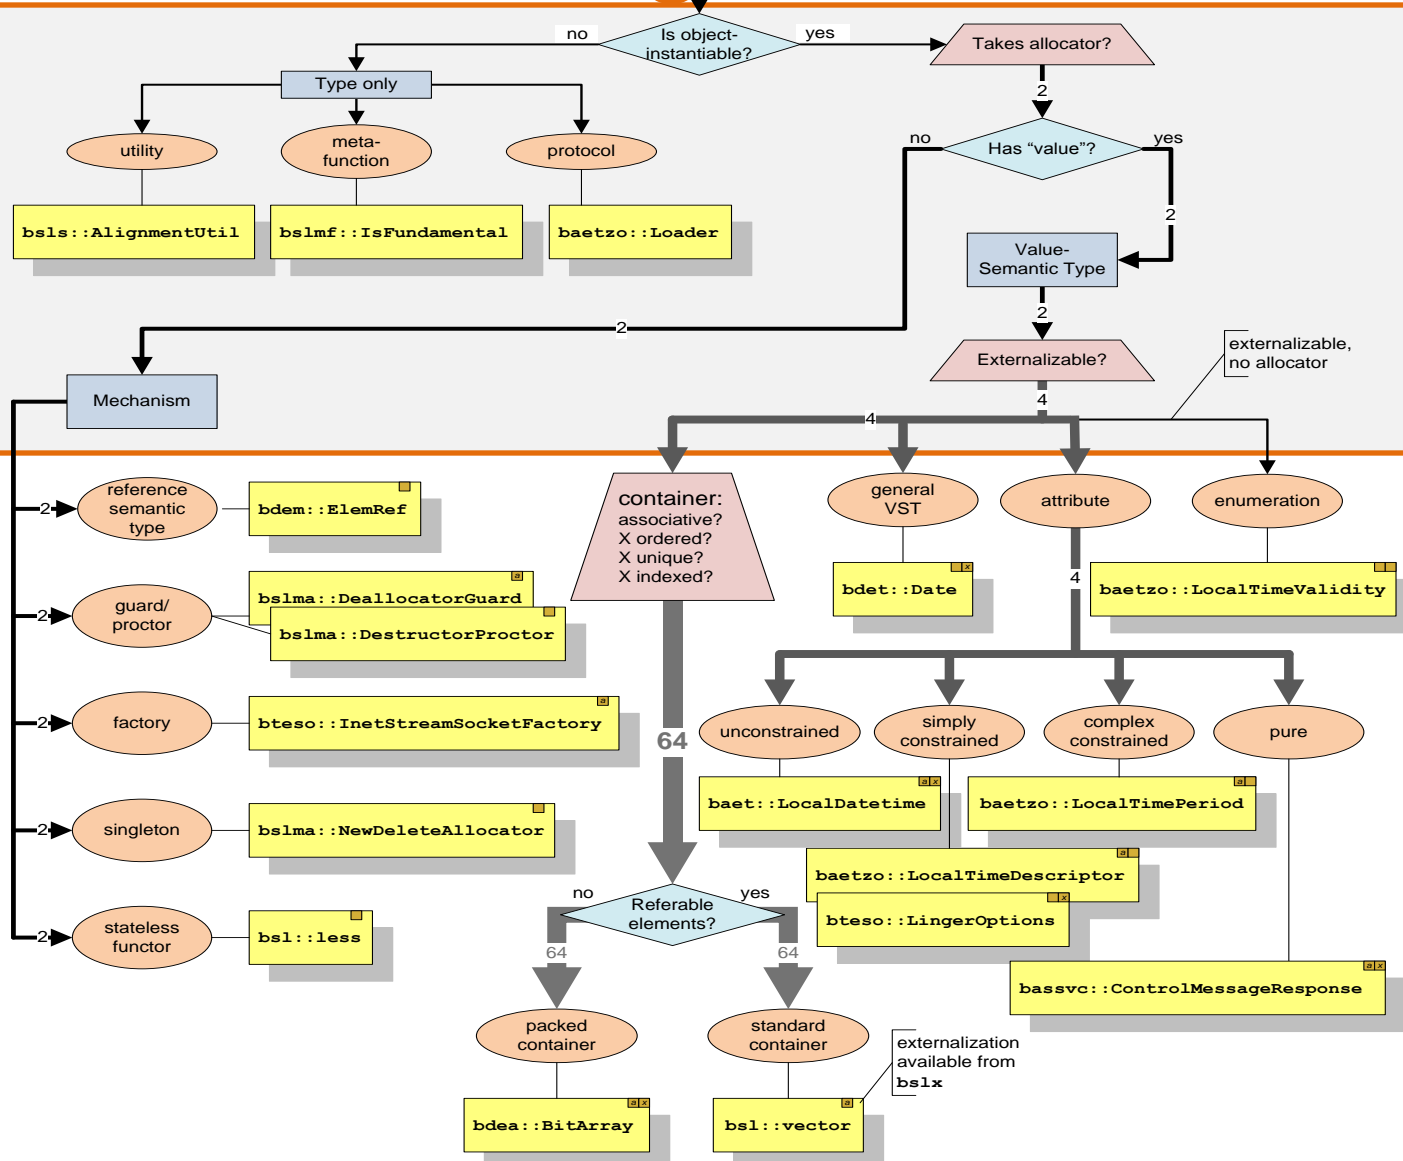 Is object-
instantiable?
no
yes
Takes allocator?
2
Type only
utility
meta-
function
protocol
bsls::AlignmentUtil
bslmf::IsFundamental
baetzo::Loader
Has “value”?
no
yes
2
Value-
Semantic Type
2
2
Externalizable?
externalizable,
no allocator
4
4
Mechanism
2
reference
semantic
type
bdem::ElemRef
2
guard/
proctor
a
bslma::DeallocatorGuard
bslma::DestructorProctor
2
factory
a
bteso::InetStreamSocketFactory
2
singleton
bslma::NewDeleteAllocator
2
stateless
functor
bsl::less
container:
associative?
X ordered?
X unique?
X indexed?
general
VST
x
bdet::Date
attribute
enumeration
baetzo::LocalTimeValidity
4
unconstrained
simply
constrained
complex
constrained
pure
a x
baet::LocalDatetime
a
baetzo::LocalTimePeriod
a
baetzo::LocalTimeDescriptor
x
bteso::LingerOptions
a x
bassvc::ControlMessageResponse
64
Referable
elements?
no
yes
64
64
packed
container
standard
container
a x
bdea::BitArray
a
bsl::vector
externalization
available from
bslx